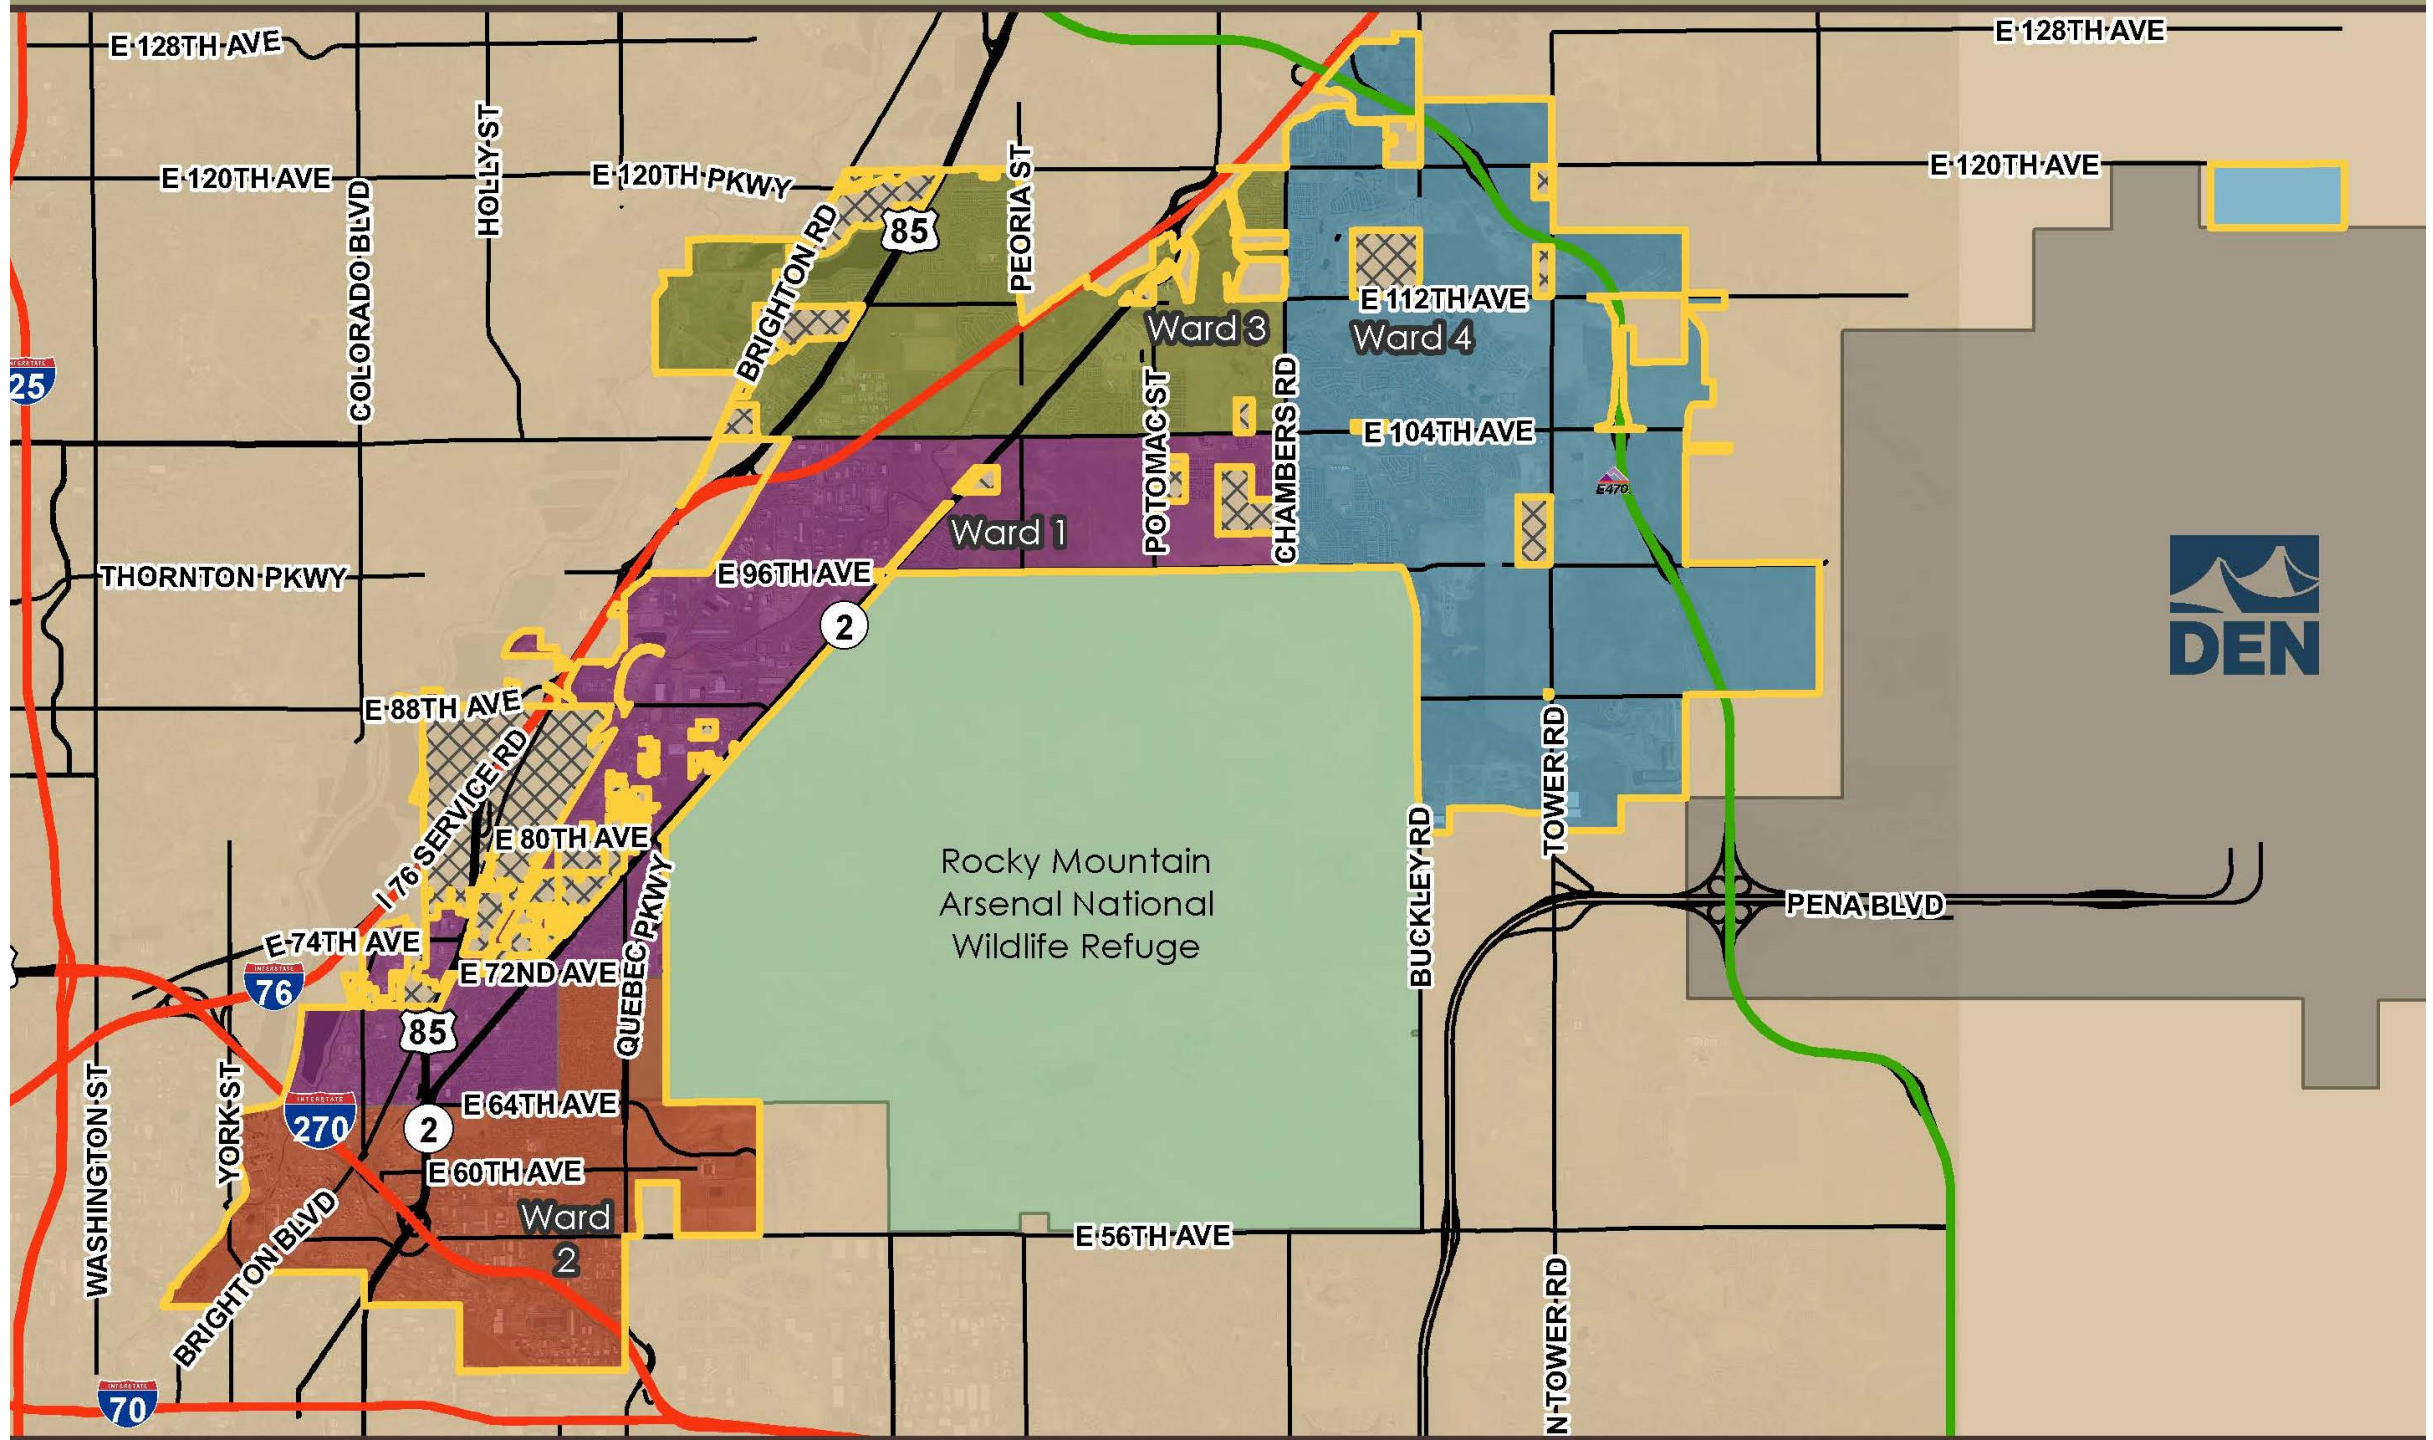 E 128TH AVE
E 128TH AVE
E 120TH AVE
HOLLY ST
E 120TH PKWY
PEORIA ST
E 120TH AVE
COLORADO BLVD
BRIGHTON RD
85
E 112TH AVE
Ward 3
Ward 4
INTERSTATE
25
POTOMAC ST
CHAMBERS RD
E 104TH AVE
E470
Ward 1
THORNTON PKWY
E 96TH AVE
2
DEN
E 88TH AVE
I 76 SERVICE RD
TOWER RD
E 80TH AVE
BUCKLEY RD
Rocky Mountain
Arsenal National
Wildlife Refuge
PENA BLVD
E 74TH AVE
QUEBEC PKWY
E 72ND AVE
INTERSTATE
76
85
WASHINGTON ST
YORK ST
INTERSTATE
270
E 64TH AVE
2
E 60TH AVE
BRIGHTON BLVD
Ward
2
E 56TH AVE
N TOWER RD
INTERSTATE
70